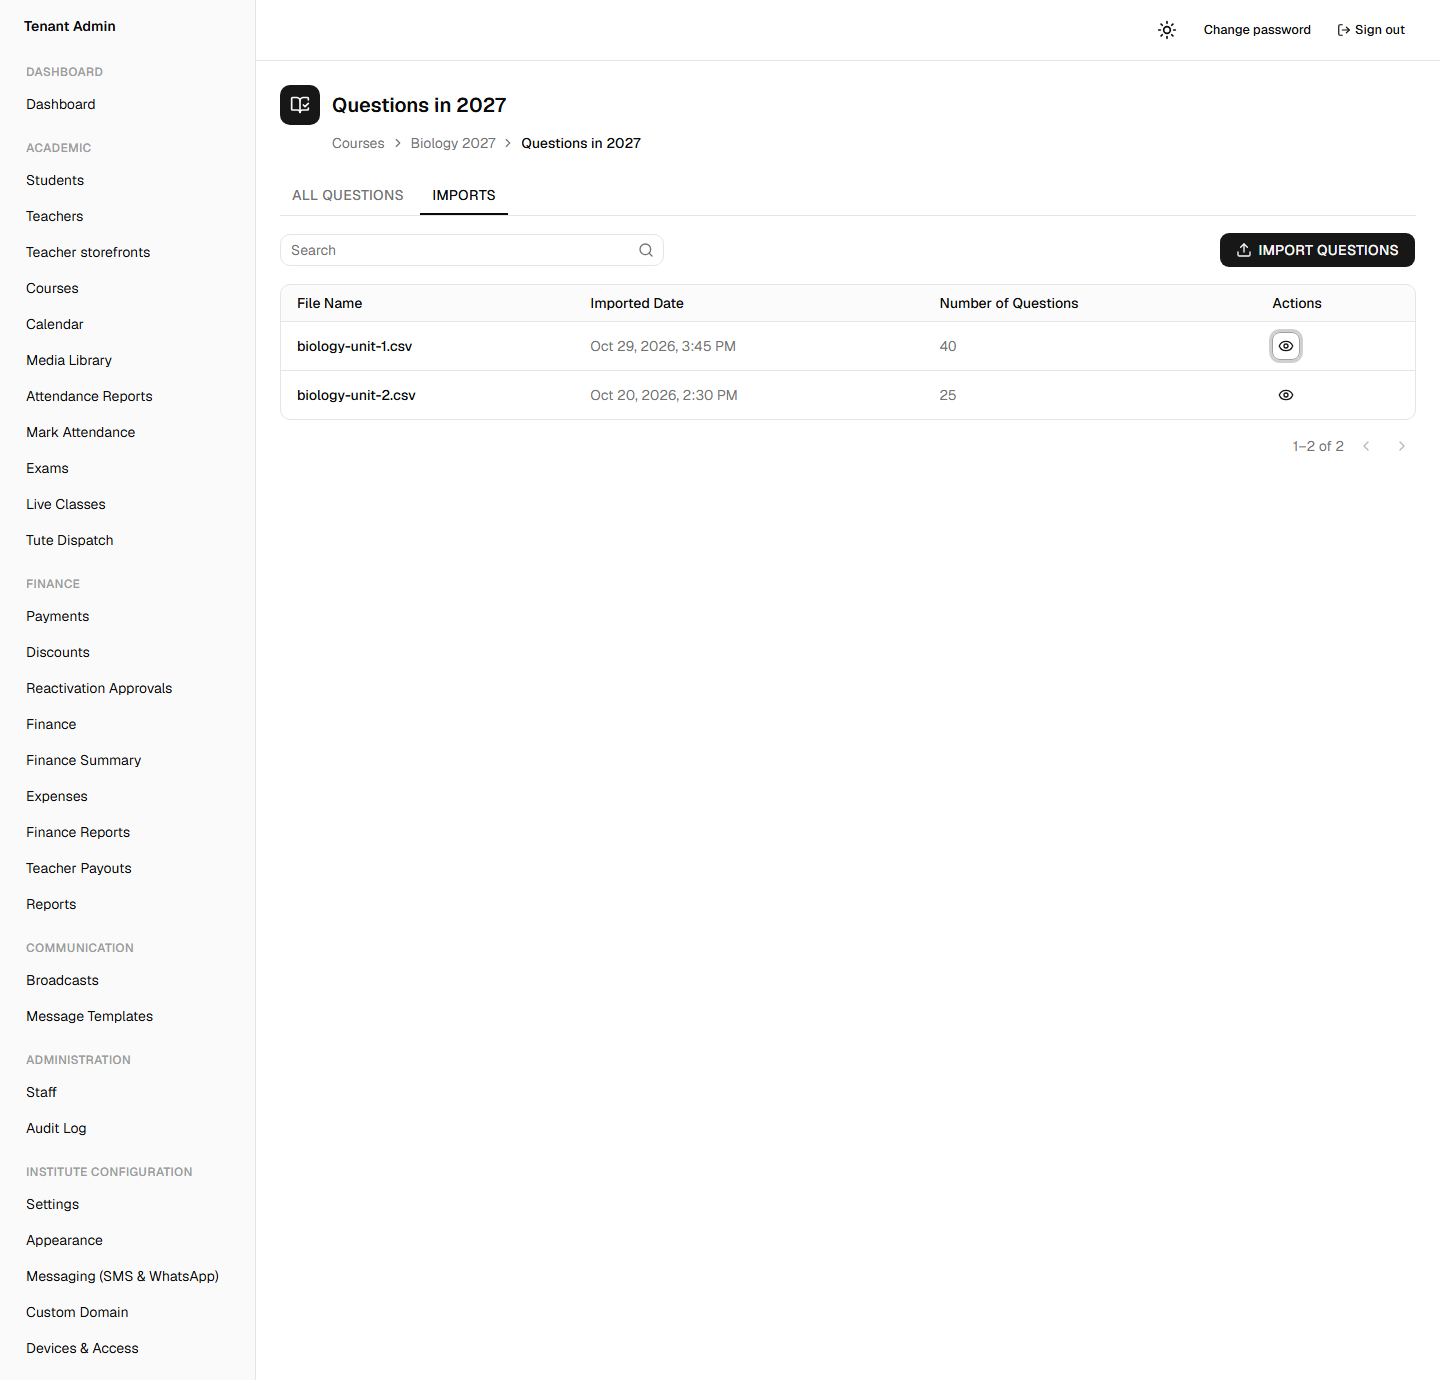 Tenant Admin
Change password
Sign out
DASHBOARD
Dashboard
ACADEMIC
Students
Teachers
Teacher storefronts
Courses
Calendar
Media Library
Attendance Reports
Mark Attendance
Exams
Live Classes
Tute Dispatch
FINANCE
Payments
Discounts
Reactivation Approvals
Finance
Finance Summary
Expenses
Finance Reports
Teacher Payouts
Reports
COMMUNICATION
Broadcasts
Message Templates
ADMINISTRATION
Staff
Audit Log
INSTITUTE CONFIGURATION
Settings
Appearance
Messaging (SMS & WhatsApp)
Custom Domain
Devices & Access
Questions in 2027
Courses > Biology 2027 > Questions in 2027
ALL QUESTIONS IMPORTS
Search
IMPORT QUESTIONS
File Name Imported Date Number of Questions Actions
biology-unit-1.csv Oct 29, 2026, 3:45 PM 40
biology-unit-2.csv Oct 20, 2026, 2:30 PM 25
1–2 of 2